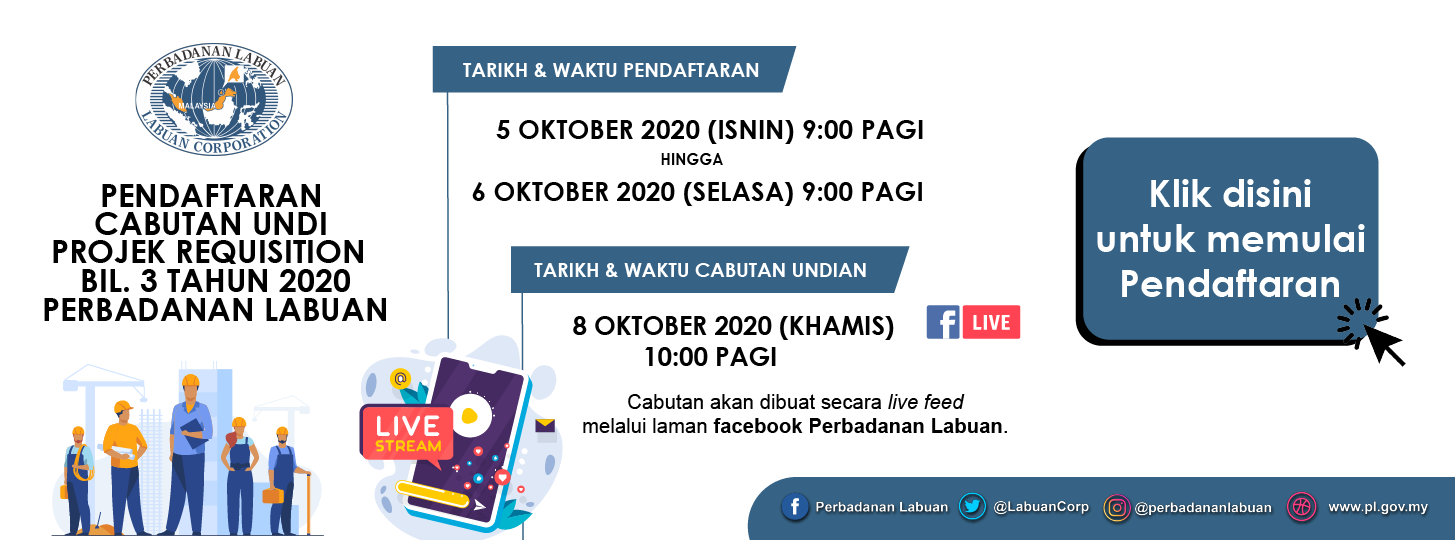 PERBADANAN LABUAN
MALAYSIA
LABUAN CORPORATION
PENDAFTARAN
CABUTAN UNDI
PROJEK REQUISITION
BIL. 3 TAHUN 2020
PERBADANAN LABUAN
TARIKH & WAKTU PENDAFTARAN
5 OKTOBER 2020 (ISNIN) 9:00 PAGI
HINGGA
6 OKTOBER 2020 (SELASA) 9:00 PAGI
TARIKH & WAKTU CABUTAN UNDIAN
8 OKTOBER 2020 (KHAMIS)
10:00 PAGI
f LIVE
Cabutan akan dibuat secara live feed
melalui laman facebook Perbadanan Labuan.
@
LIVE
STREAM
Klik disini
untuk memulai
Pendaftaran
f Perbadanan Labuan @LabuanCorp @perbadananlabuan www.pl.gov.my